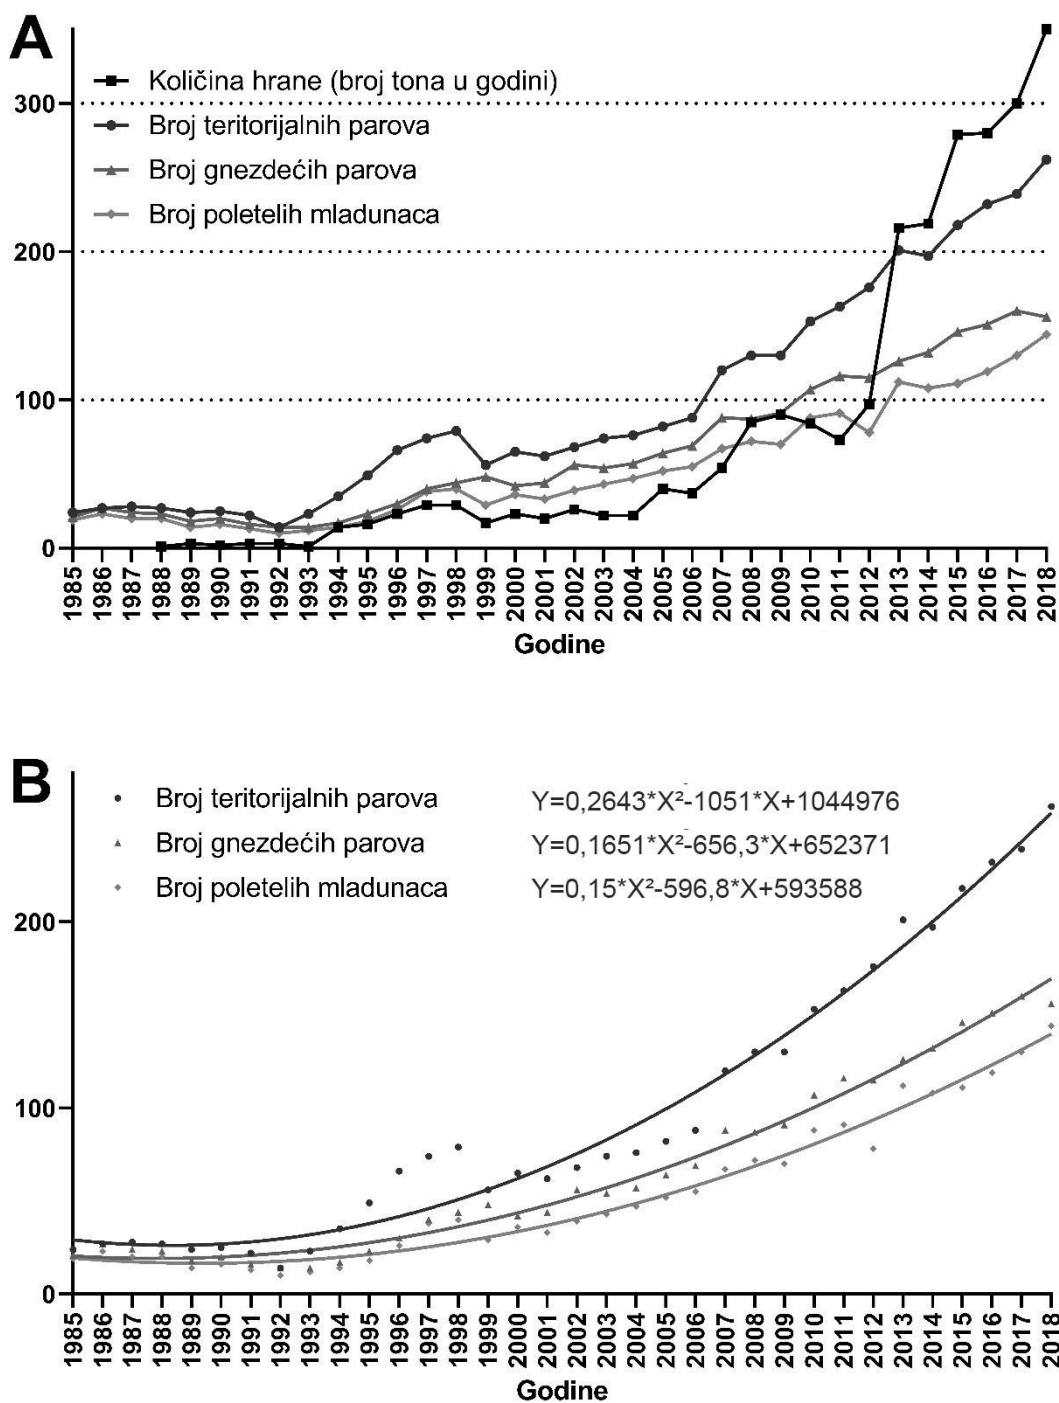 A
Količina hrane (broj tona u godini)
Broj teritorijalnih parova
Broj gnezdećih parova
Broj poletelih mladunaca
300
200
100
0
1985 1986 1987 1988 1989 1990 1991 1992 1993 1994 1995 1996 1997 1998 1999 2000 2001 2002 2003 2004 2005 2006 2007 2008 2009 2010 2011 2012 2013 2014 2015 2016 2017 2018
Godine
B
Broj teritorijalnih parova Y=0,2643*X²-1051*X+1044976
Broj gnezdećih parova Y=0,1651*X²-656,3*X+652371
Broj poletelih mladunaca Y=0,15*X²-596,8*X+593588
200
100
0
1985 1986 1987 1988 1989 1990 1991 1992 1993 1994 1995 1996 1997 1998 1999 2000 2001 2002 2003 2004 2005 2006 2007 2008 2009 2010 2011 2012 2013 2014 2015 2016 2017 2018
Godine